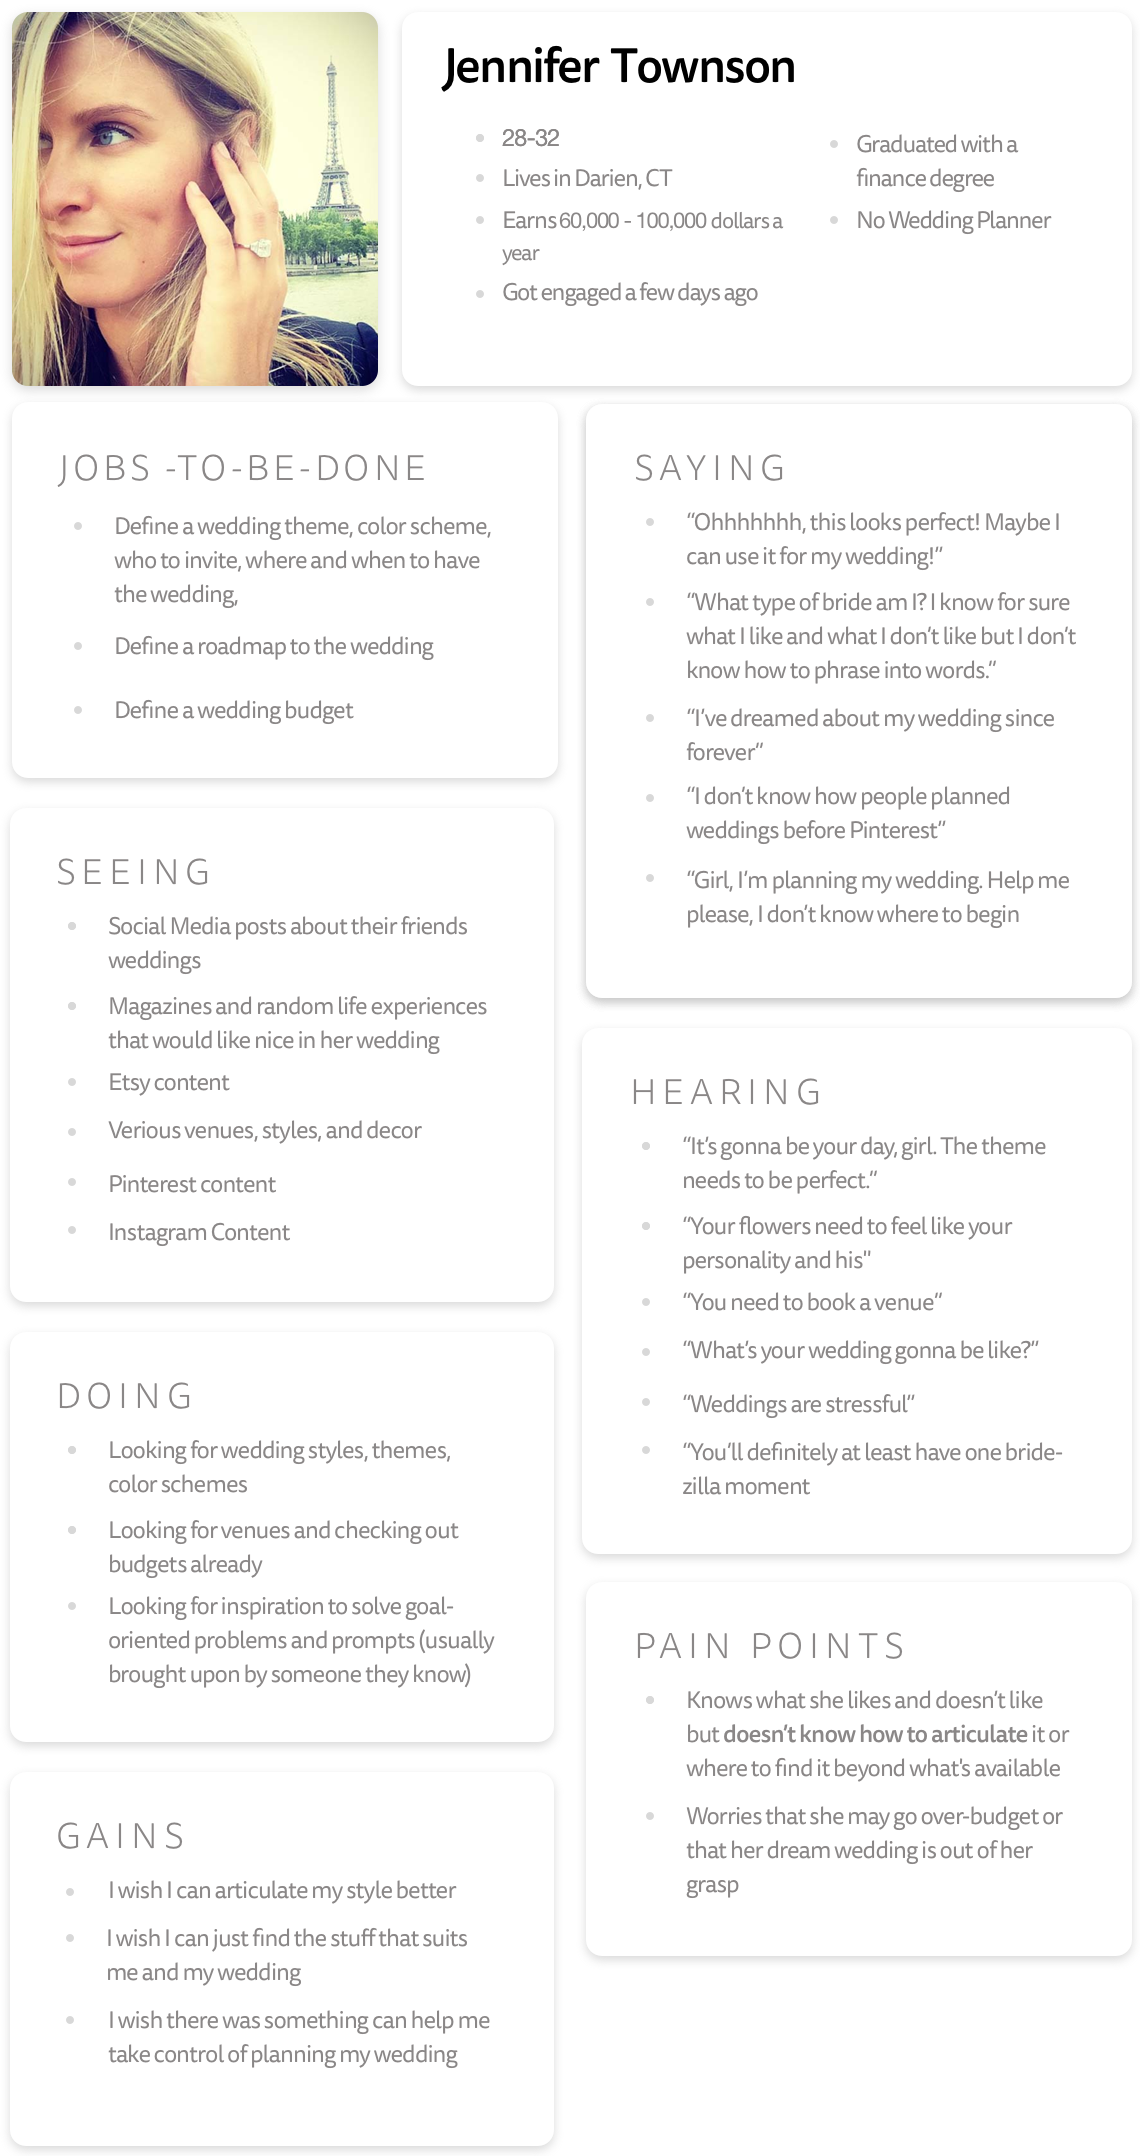 Jennifer Townson
28-32
Lives in Darien, CT
Earns 60,000 - 100,000 dollars a
year
Got engaged a few days ago
Graduated with a
finance degree
No Wedding Planner
JOBS -TO-BE-DONE
Define a wedding theme, color scheme,
who to invite, where and when to have
the wedding,
Define a roadmap to the wedding
Define a wedding budget
SEEING
Social Media posts about their friends
weddings
Magazines and random life experiences
that would like nice in her wedding
Etsy content
Verious venues, styles, and decor
Pinterest content
Instagram Content
DOING
Looking for wedding styles, themes,
color schemes
Looking for venues and checking out
budgets already
Looking for inspiration to solve goal-
oriented problems and prompts (usually
brought upon by someone they know)
GAINS
I wish I can articulate my style better
I wish I can just find the stuff that suits
me and my wedding
I wish there was something can help me
take control of planning my wedding
SAYING
“Ohhhhhhh, this looks perfect! Maybe I
can use it for my wedding!”
“What type of bride am I? I know for sure
what I like and what I don’t like but I don’t
know how to phrase into words.”
“I’ve dreamed about my wedding since
forever”
“I don’t know how people planned
weddings before Pinterest”
“Girl, I’m planning my wedding. Help me
please, I don’t know where to begin
HEARING
“It’s gonna be your day, girl. The theme
needs to be perfect.”
“Your flowers need to feel like your
personality and his"
“You need to book a venue”
“What’s your wedding gonna be like?”
“Weddings are stressful”
“You’ll definitely at least have one bride-
zilla moment
PAIN POINTS
Knows what she likes and doesn’t like
but doesn’t know how to articulate it or
where to find it beyond what's available
Worries that she may go over-budget or
that her dream wedding is out of her
grasp